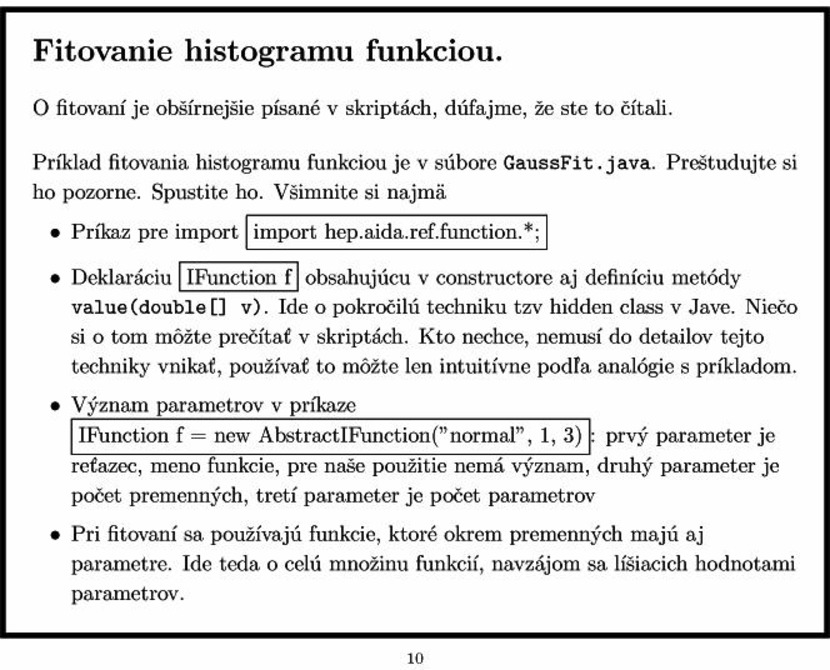 Fitovanie histogramu funkciou.
O fitovaní je obšírnejšie písané v skriptách, dúfajme, že ste to čítali.
Príklad fitovania histogramu funkciou je v súbore GaussFit.java. Preštudujte si
ho pozorne. Spustite ho. Všimnite si najmä
• Príkaz pre import import hep.aida.ref.function.*;
• Deklaráciu IFunction f obsahujúcu v constructore aj definíciu metódy
value(double[] v). Ide o pokročilú techniku tzv hidden class v Jave. Niečo
si o tom môžte prečítať v skriptách. Kto nechce, nemusí do detailov tejto
techniky vnikať, používať to môžte len intuitívne podľa analógie s príkladom.
• Význam parametrov v príkaze
IFunction f = new AbstractIFunction(”normal”, 1, 3) : prvý parameter je
reťazec, meno funkcie, pre naše použitie nemá význam, druhý parameter je
počet premenných, tretí parameter je počet parametrov
• Pri fitovaní sa používajú funkcie, ktoré okrem premenných majú aj
parametre. Ide teda o celú množinu funkcií, navzájom sa líšiacich hodnotami
parametrov.
10